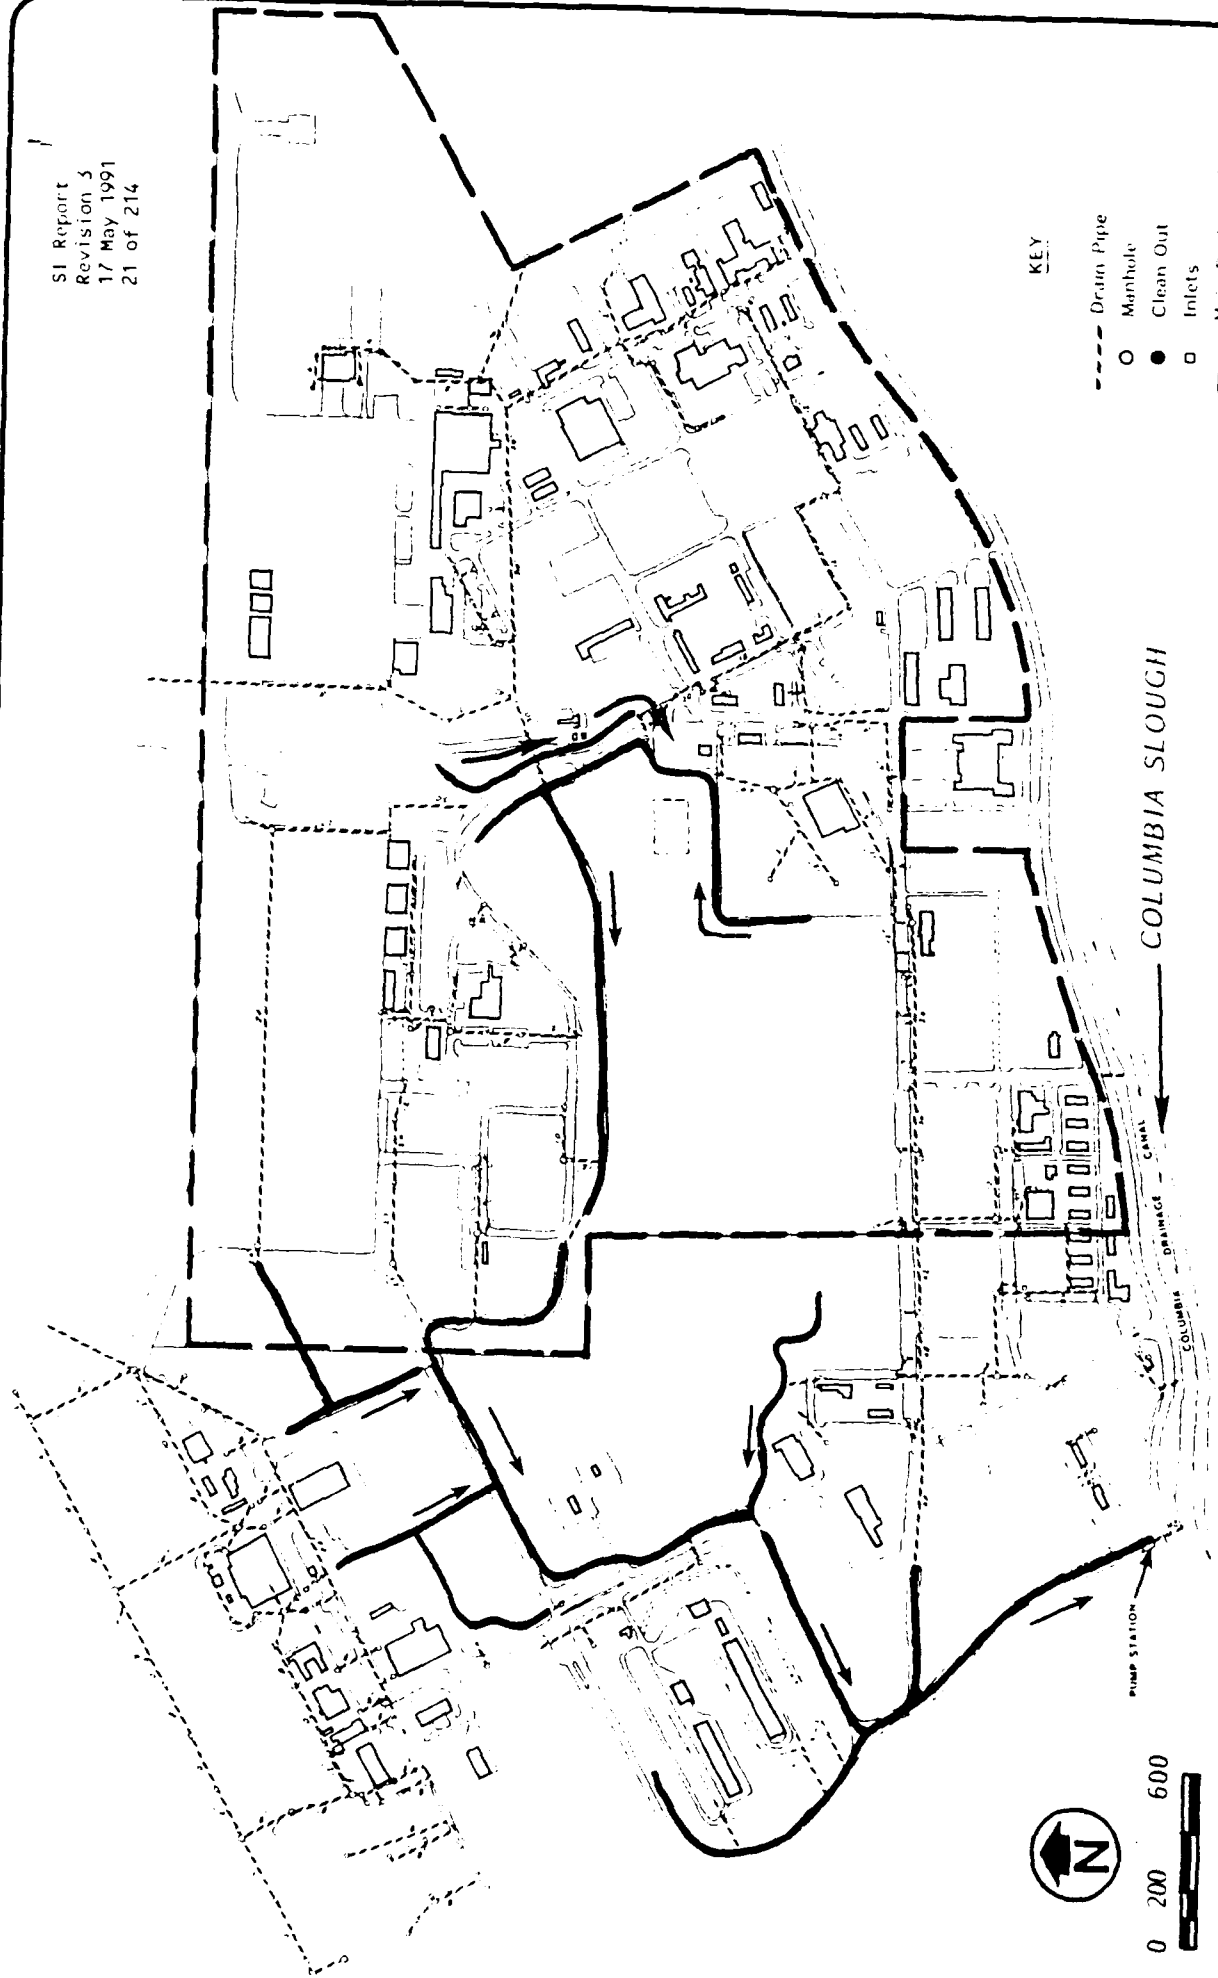 SI Report
Revision 3
17 May 1991
21 of 214
KEY
Drain Pipe
Manhole
Clean Out
Inlets
COLUMBIA SLOUGH
COLUMBIA DRAINAGE CANAL
PUMP STATION
N
0 200 600